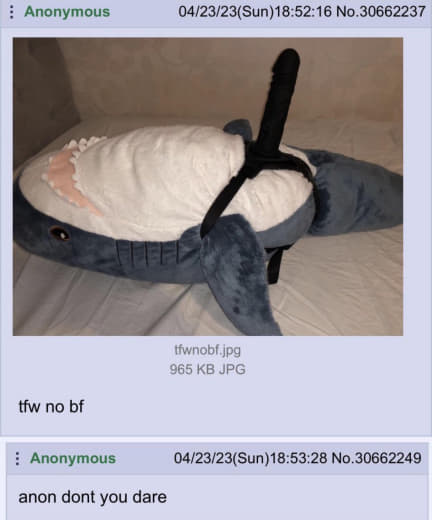 Anonymous 04/23/23(Sun)18:52:16 No.30662237
tfwnobf.jpg
965 KB JPG
tfw no bf
Anonymous 04/23/23(Sun)18:53:28 No.30662249
anon dont you dare